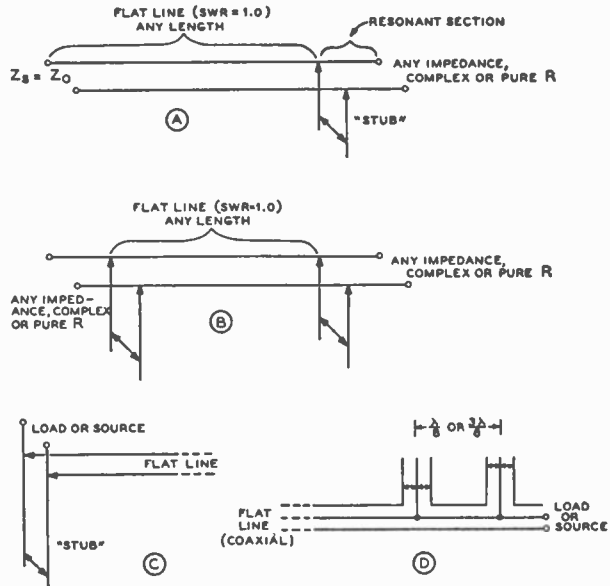 FLAT LINE (SWR = 1.0)
ANY LENGTH
RESONANT SECTION
Zs = ZO
ANY IMPEDANCE,
COMPLEX OR PURE R
"STUB"
A
FLAT LINE (SWR=1.0)
ANY LENGTH
ANY IMPEDANCE,
COMPLEX OR PURE R
ANY IMPED-
ANCE, COMPLEX
OR PURE R
B
LOAD OR SOURCE
FLAT LINE
"STUB"
C
λ/8 OR 3λ/8
FLAT
LINE
(COAXIAL)
LOAD
OR
SOURCE
D